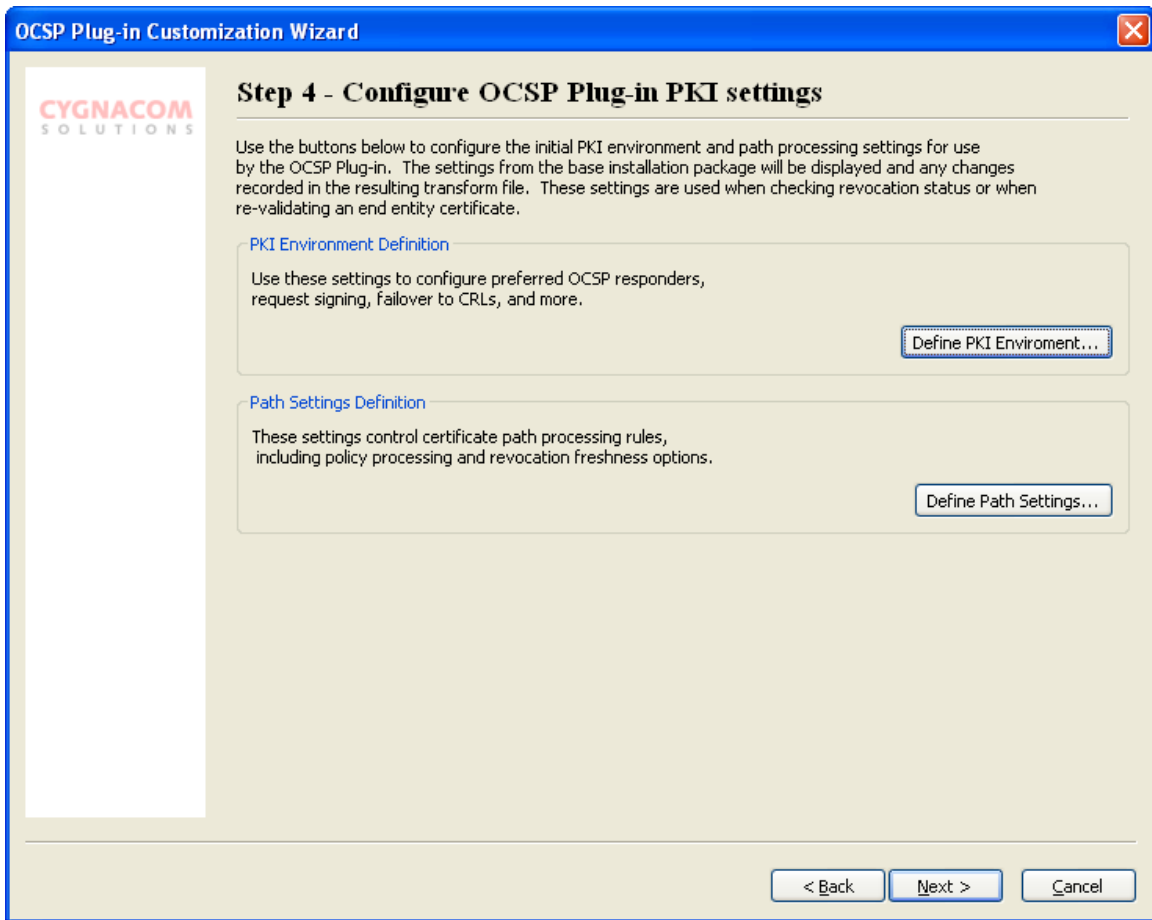 OCSP Plug-in Customization Wizard
CYGNACOM
SOLUTIONS
Step 4 - Configure OCSP Plug-in PKI settings
Use the buttons below to configure the initial PKI environment and path processing settings for use
by the OCSP Plug-in. The settings from the base installation package will be displayed and any changes
recorded in the resulting transform file. These settings are used when checking revocation status or when
re-validating an end entity certificate.
PKI Environment Definition
Use these settings to configure preferred OCSP responders,
request signing, failover to CRLs, and more.
Define PKI Enviroment...
Path Settings Definition
These settings control certificate path processing rules,
including policy processing and revocation freshness options.
Define Path Settings...
< Back
Next >
Cancel